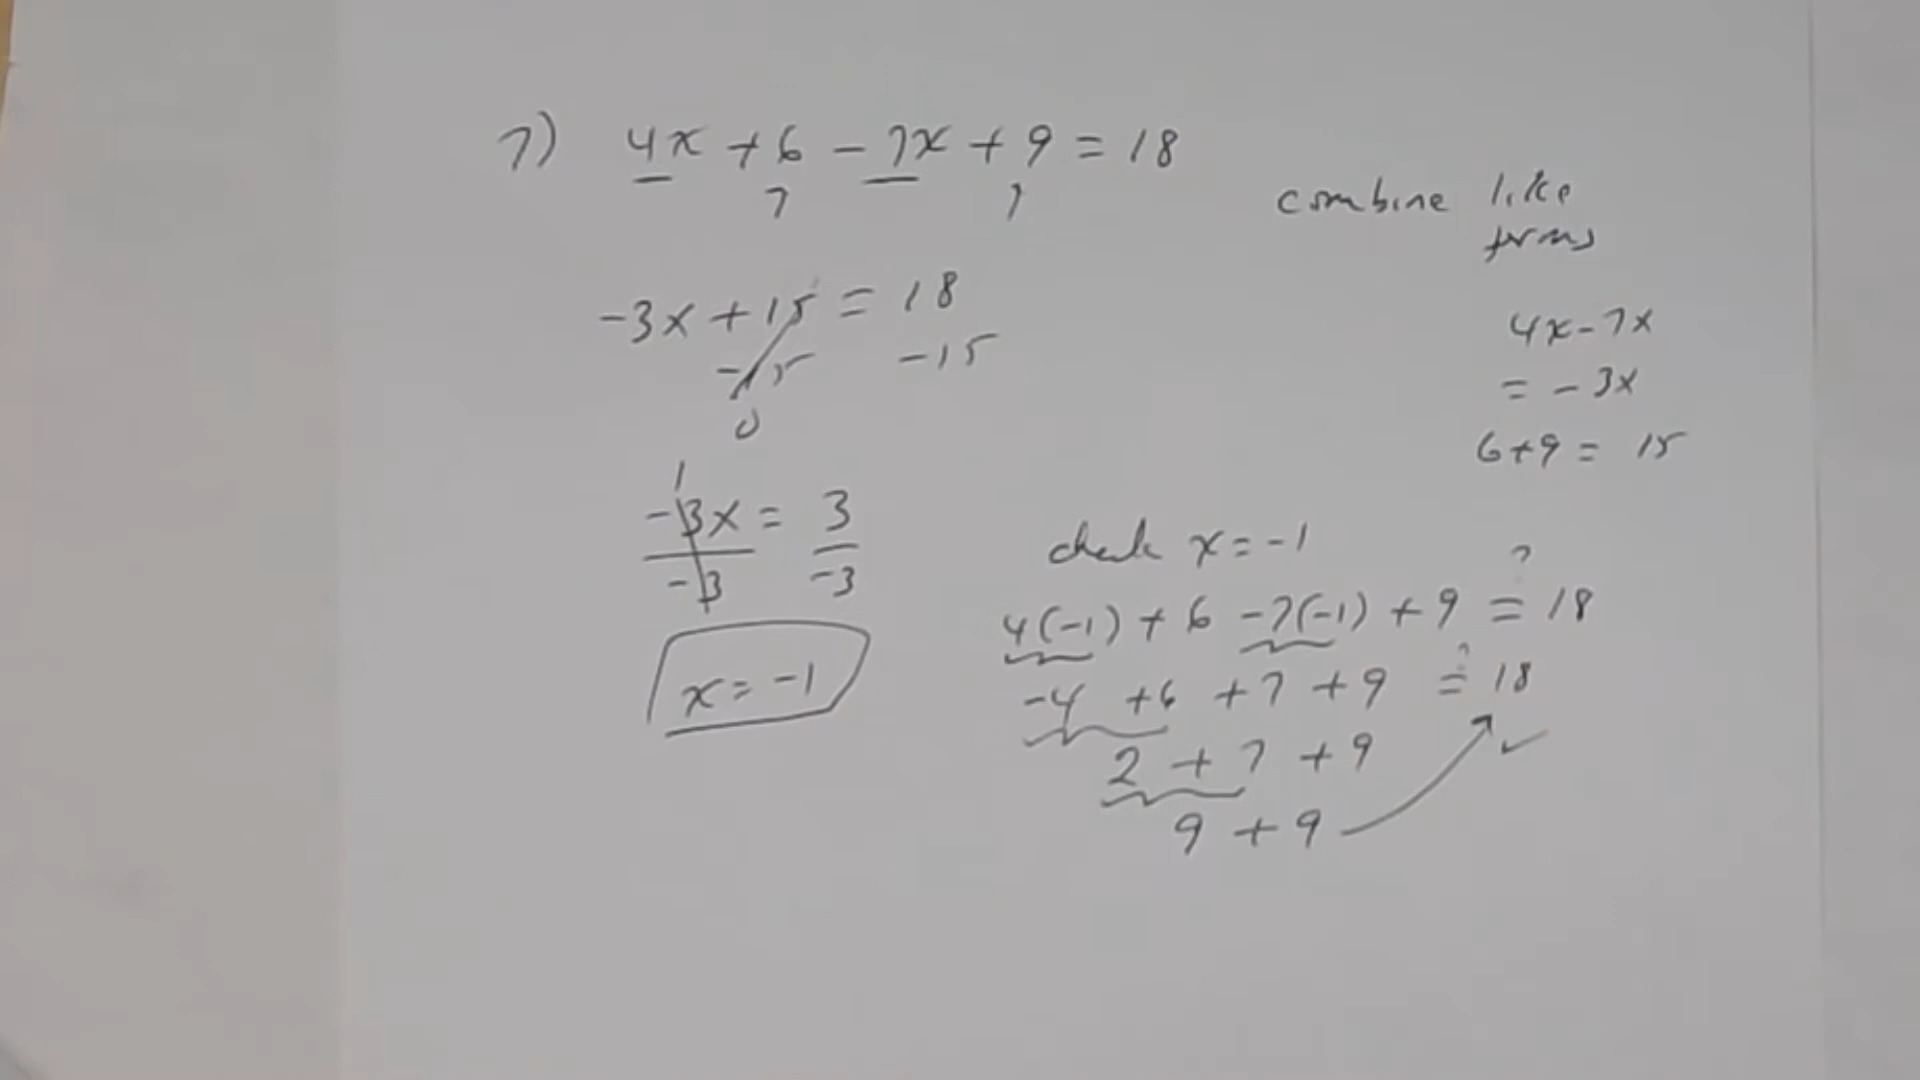 7) 4x + 6 - 7x + 9 = 18
combine like
terms
-3x + 15 = 18
-15 -15
0
4x - 7x
= -3x
6 + 9 = 15
1
-3x = 3
-3 -3
x = -1
check x = -1
?
4(-1) + 6 - 7(-1) + 9 = 18
?
-4 + 6 + 7 + 9 = 18
2 + 7 + 9 ✓
9 + 9